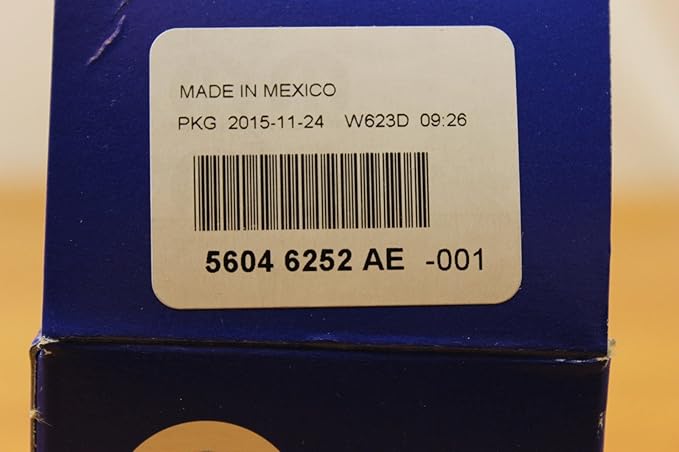 MADE IN MEXICO
PKG 2015-11-24 W623D 09:26
5604 6252 AE -001